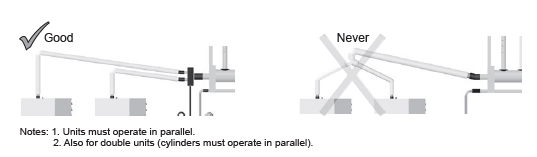 Good
Never
Notes: 1. Units must operate in parallel.
2. Also for double units (cylinders must operate in parallel).